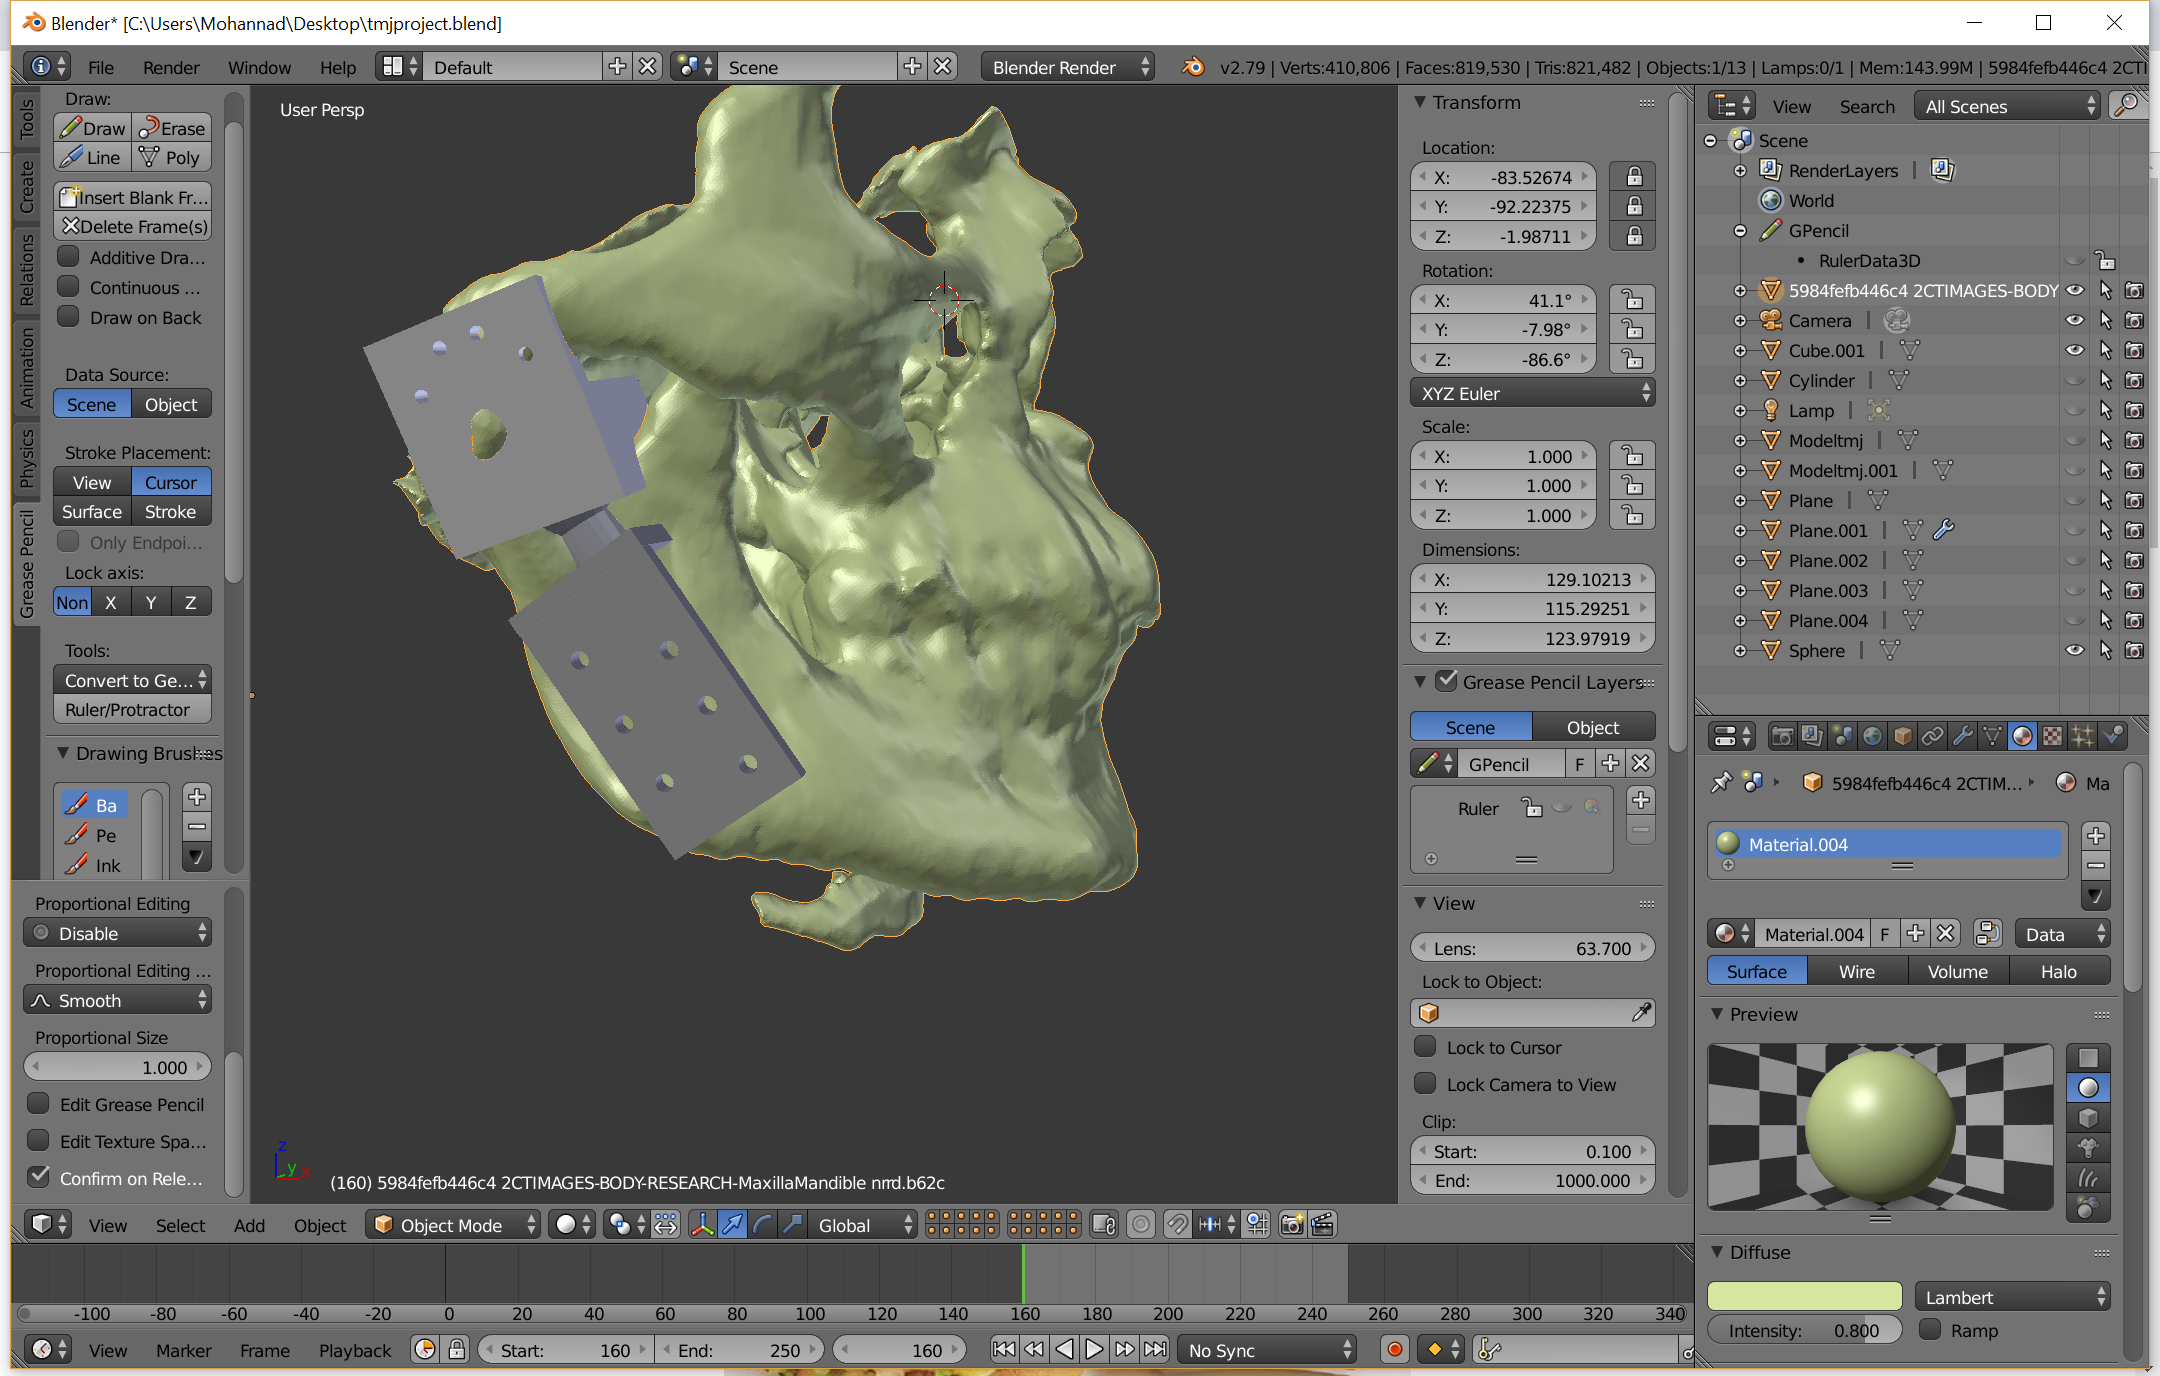 Blender* [C:\Users\Mohannad\Desktop\tmjproject.blend]
File Render Window Help Default Scene Blender Render v2.79 | Verts:410,806 | Faces:819,530 | Tris:821,482 | Objects:1/13 | Lamps:0/1 | Mem:143.99M | 5984fefb446c4 2CTI
Tools
Create
Relations
Animation
Physics
Grease Pencil
Draw:
Draw Erase
Line Poly
Insert Blank Fr...
Delete Frame(s)
Additive Dra...
Continuous ...
Draw on Back
Data Source:
Scene Object
Stroke Placement:
View Cursor
Surface Stroke
Only Endpoi...
Lock axis:
Non X Y Z
Tools:
Convert to Ge...
Ruler/Protractor
Drawing Brushes
Ba
Pe
Ink
Proportional Editing
Disable
Proportional Editing ...
Smooth
Proportional Size
1.000
Edit Grease Pencil
Edit Texture Spa...
Confirm on Rele...
User Persp
z
y x
(160) 5984fefb446c4 2CTIMAGES-BODY-RESEARCH-MaxillaMandible nrrd.b62c
Transform
Location:
X: -83.52674
Y: -92.22375
Z: -1.98711
Rotation:
X: 41.1°
Y: -7.98°
Z: -86.6°
XYZ Euler
Scale:
X: 1.000
Y: 1.000
Z: 1.000
Dimensions:
X: 129.10213
Y: 115.29251
Z: 123.97919
Grease Pencil Layers
Scene Object
GPencil F
Ruler
View
Lens: 63.700
Lock to Object:
Lock to Cursor
Lock Camera to View
Clip:
Start: 0.100
End: 1000.000
View Search All Scenes
Scene
RenderLayers |
World
GPencil
RulerData3D
5984fefb446c4 2CTIMAGES-BODY
Camera |
Cube.001 |
Cylinder |
Lamp |
Modeltmj |
Modeltmj.001 |
Plane |
Plane.001 |
Plane.002 |
Plane.003 |
Plane.004 |
Sphere |
5984fefb446c4 2CTIM... Ma
Material.004
Material.004 F Data
Surface Wire Volume Halo
Preview
Diffuse
Lambert
Intensity: 0.800 Ramp
View Select Add Object Object Mode Global
-100 -80 -60 -40 -20 0 20 40 60 80 100 120 140 160 180 200 220 240 260 280 300 320 340
View Marker Frame Playback Start: 160 End: 250 160 No Sync